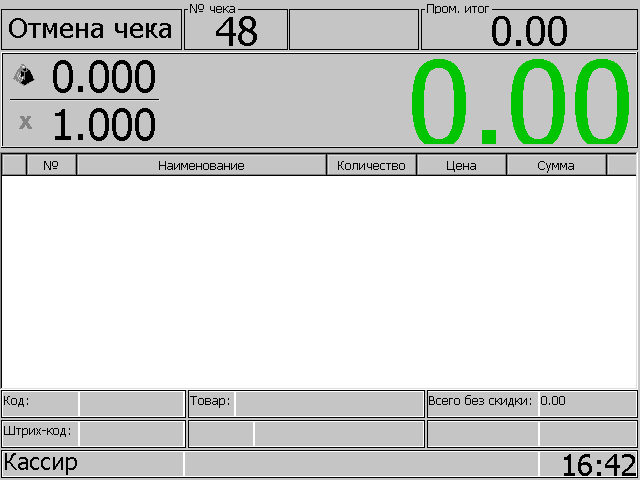 Отмена чека
№ чека
48
Пром. итог
0.00
0.000
x 1.000
0.00
№ Наименование Количество Цена Сумма
Код: Товар: Всего без скидки: 0.00
Штрих-код:
Кассир 16:42